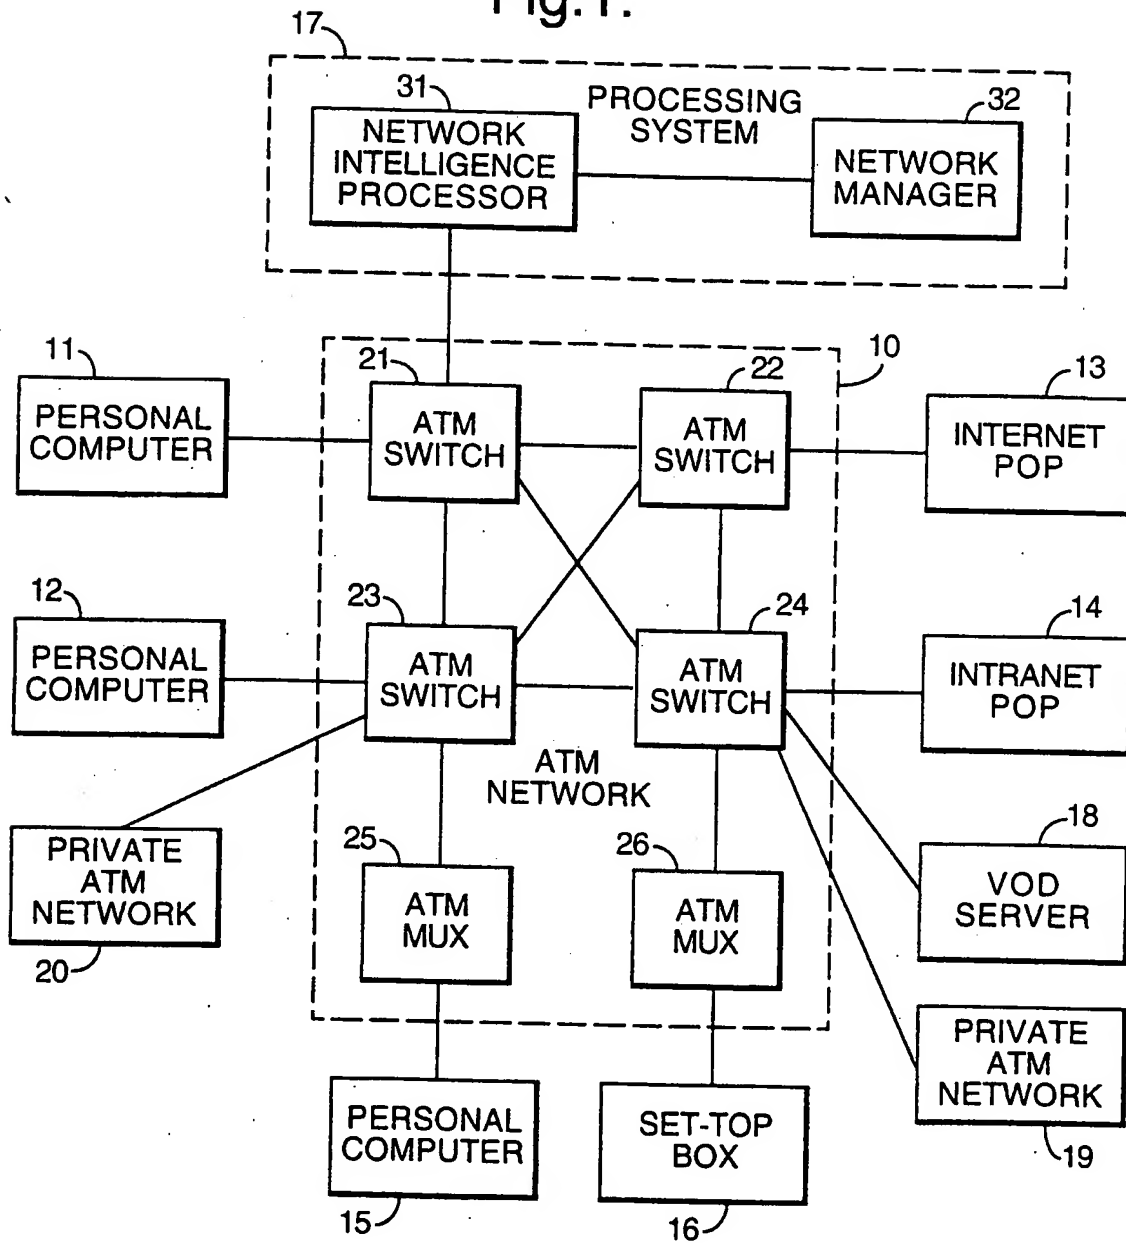 Fig.1.
17
31
PROCESSING
SYSTEM
32
NETWORK
INTELLIGENCE
PROCESSOR
NETWORK
MANAGER
11
21
22
10
13
PERSONAL
COMPUTER
ATM
SWITCH
ATM
SWITCH
INTERNET
POP
12
23
24
14
PERSONAL
COMPUTER
ATM
SWITCH
ATM
SWITCH
INTRANET
POP
ATM
NETWORK
25
26
18
PRIVATE
ATM
NETWORK
20
ATM
MUX
ATM
MUX
VOD
SERVER
PRIVATE
ATM
NETWORK
19
PERSONAL
COMPUTER
15
SET-TOP
BOX
16